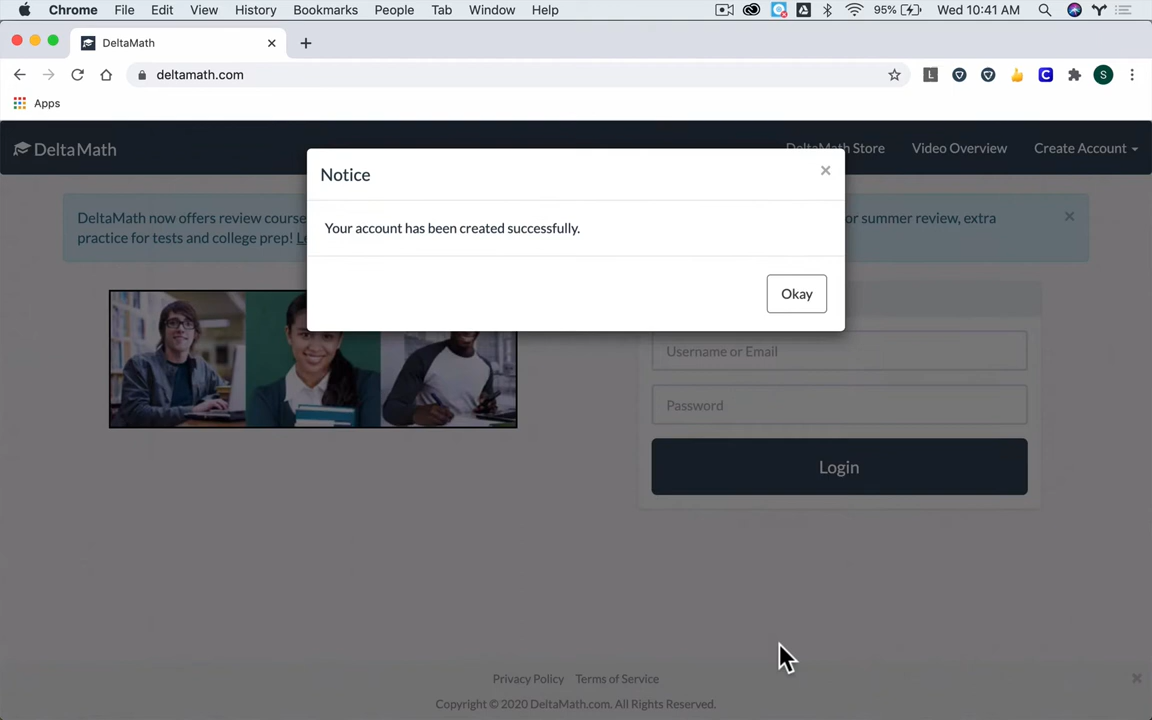 Chrome File Edit View History Bookmarks People Tab Window Help 95% Wed 10:41 AM
DeltaMath
deltamath.com L C S
Apps
DeltaMath DeltaMath Store Video Overview Create Account
Notice
DeltaMath now offers review course or summer review, extra
practice for tests and college prep!
Your account has been created successfully.
Okay
Username or Email
Password
Login
Privacy Policy Terms of Service
Copyright © 2020 DeltaMath.com. All Rights Reserved.